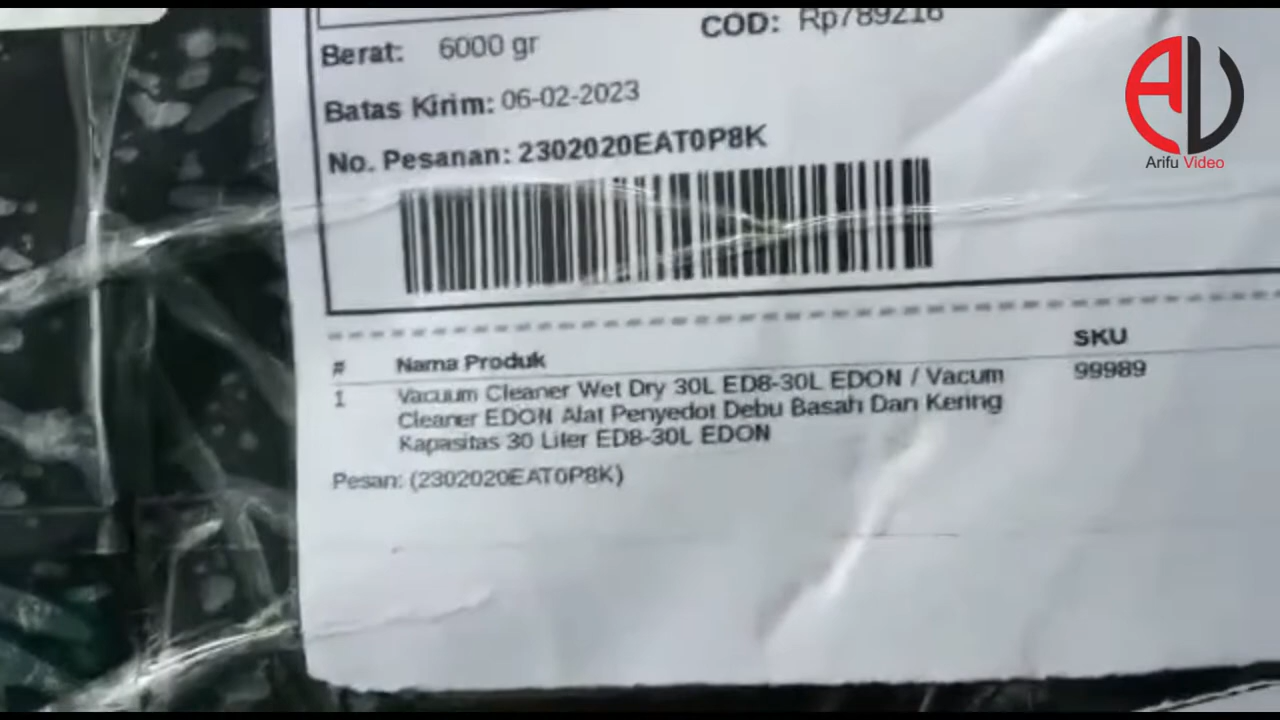 COD: Rp789216
Berat: 6000 gr
Batas Kirim: 06-02-2023
No. Pesanan: 2302020EAT0P8K
Arifu Video
# Nama Produk SKU
1 Vacuum Cleaner Wet Dry 30L ED8-30L EDON / Vacum 99989
Cleaner EDON Alat Penyedot Debu Basah Dan Kering
Kapasitas 30 Liter ED8-30L EDON
Pesan: (2302020EAT0P8K)